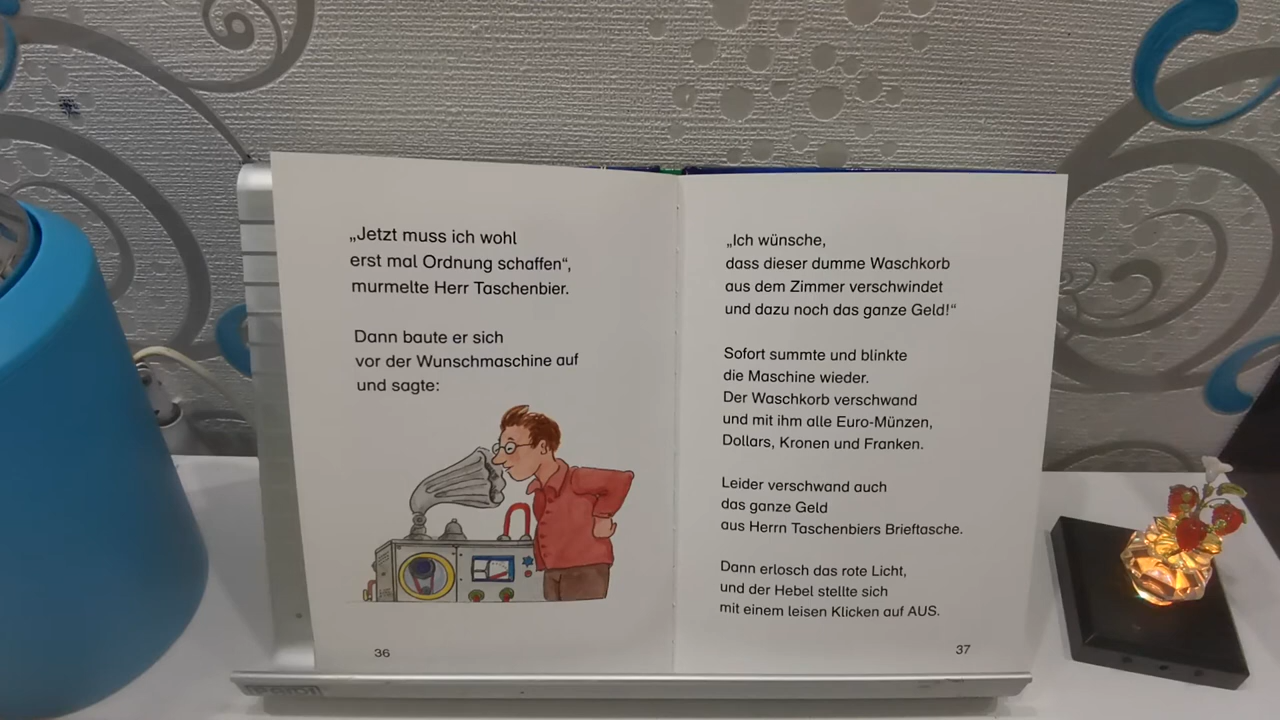 „Jetzt muss ich wohl
erst mal Ordnung schaffen“,
murmelte Herr Taschenbier.
Dann baute er sich
vor der Wunschmaschine auf
und sagte:
36
„Ich wünsche,
dass dieser dumme Waschkorb
aus dem Zimmer verschwindet
und dazu noch das ganze Geld!“
Sofort summte und blinkte
die Maschine wieder.
Der Waschkorb verschwand
und mit ihm alle Euro-Münzen,
Dollars, Kronen und Franken.
Leider verschwand auch
das ganze Geld
aus Herrn Taschenbiers Brieftasche.
Dann erlosch das rote Licht,
und der Hebel stellte sich
mit einem leisen Klicken auf AUS.
37